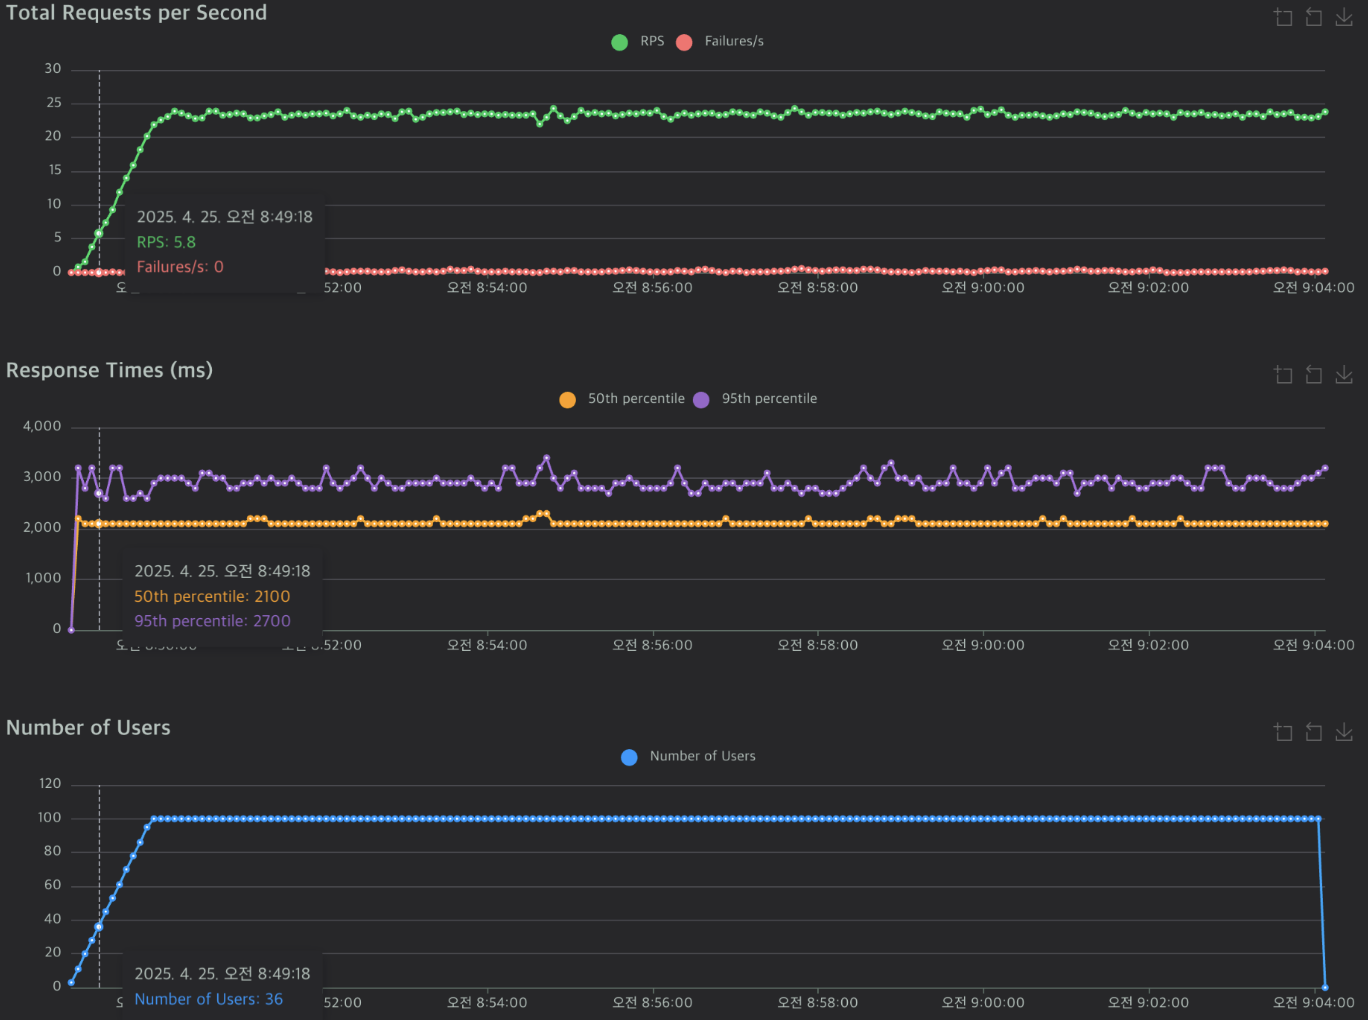 Total Requests per Second
RPS Failures/s
30
25
20
15
10
5
0
2025. 4. 25. 오전 8:49:18
RPS: 5.8
Failures/s: 0
:52:00 오전 8:54:00 오전 8:56:00 오전 8:58:00 오전 9:00:00 오전 9:02:00 오전 9:04:00
Response Times (ms)
50th percentile 95th percentile
4,000
3,000
2,000
1,000
0
2025. 4. 25. 오전 8:49:18
50th percentile: 2100
95th percentile: 2700
:52:00 오전 8:54:00 오전 8:56:00 오전 8:58:00 오전 9:00:00 오전 9:02:00 오전 9:04:00
Number of Users
Number of Users
120
100
80
60
40
20
0
2025. 4. 25. 오전 8:49:18
Number of Users: 36
:52:00 오전 8:54:00 오전 8:56:00 오전 8:58:00 오전 9:00:00 오전 9:02:00 오전 9:04:00